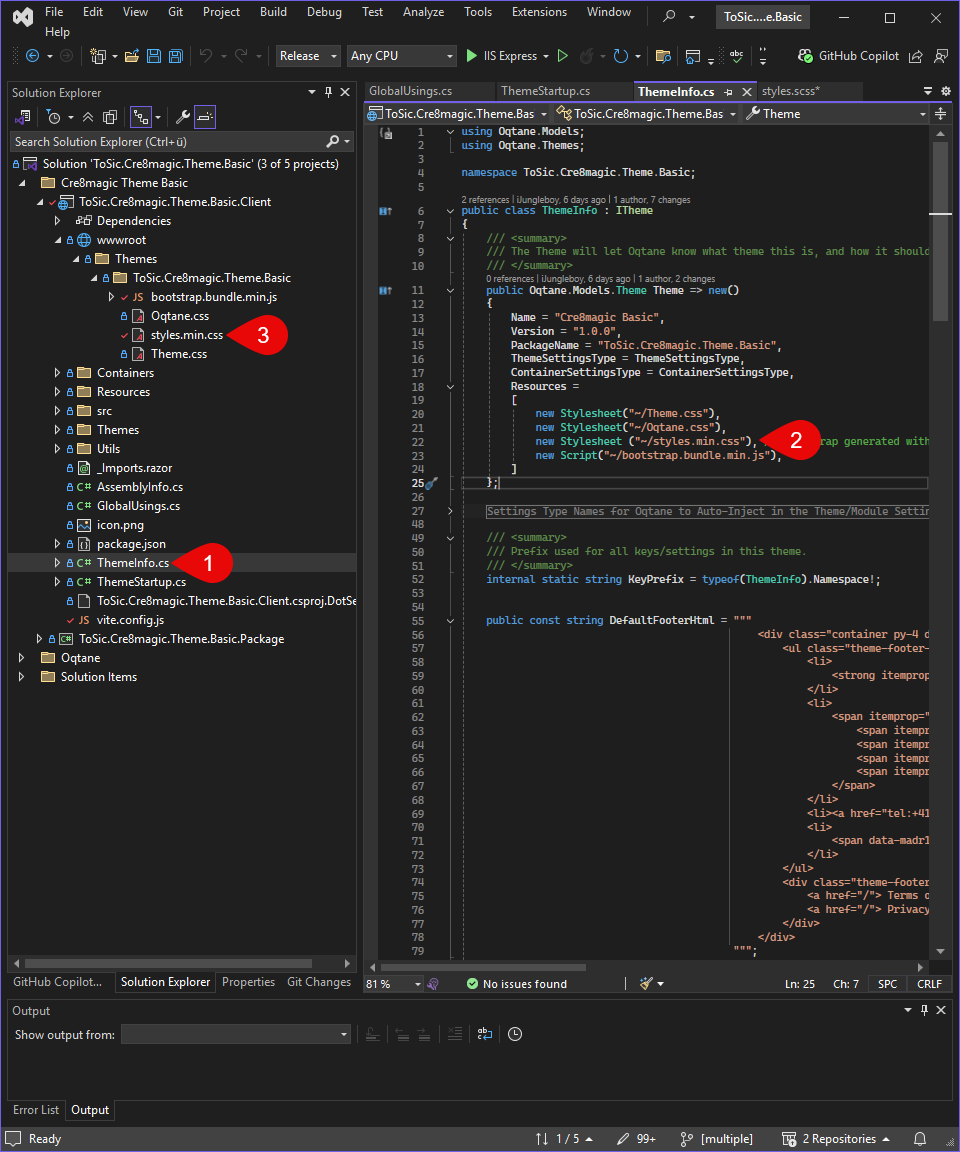 File Edit View Git Project Build Debug Test Analyze Tools Extensions Window
ToSic....e.Basic
Help
Release Any CPU IIS Express GitHub Copilot
Solution Explorer
Search Solution Explorer (Ctrl+ü)
Solution 'ToSic.Cre8magic.Theme.Basic' (3 of 5 projects)
Cre8magic Theme Basic
ToSic.Cre8magic.Theme.Basic.Client
Dependencies
wwwroot
Themes
ToSic.Cre8magic.Theme.Basic
JS bootstrap.bundle.min.js
Oqtane.css
styles.min.css
3
Theme.css
Containers
Resources
src
Themes
Utils
_Imports.razor
C# AssemblyInfo.cs
C# GlobalUsings.cs
icon.png
package.json
C# ThemeInfo.cs
1
C# ThemeStartup.cs
ToSic.Cre8magic.Theme.Basic.Client.csproj.DotSe
JS vite.config.js
C# ToSic.Cre8magic.Theme.Basic.Package
Oqtane
Solution Items
GitHub Copilot... Solution Explorer Properties Git Changes
GlobalUsings.cs ThemeStartup.cs ThemeInfo.cs styles.scss*
ToSic.Cre8magic.Theme.Bas ToSic.Cre8magic.Theme.Bas Theme
1 using Oqtane.Models;
2 using Oqtane.Themes;
3
4 namespace ToSic.Cre8magic.Theme.Basic;
5
2 references | iJungleboy, 6 days ago | 1 author, 7 changes
6 public class ThemeInfo : ITheme
7 {
8 /// <summary>
9 /// The Theme will let Oqtane know what theme this is, and how it should
10 /// </summary>
0 references | iJungleboy, 6 days ago | 1 author, 2 changes
11 public Oqtane.Models.Theme Theme => new()
12 {
13 Name = "Cre8magic Basic",
14 Version = "1.0.0",
15 PackageName = "ToSic.Cre8magic.Theme.Basic",
16 ThemeSettingsType = ThemeSettingsType,
17 ContainerSettingsType = ContainerSettingsType,
18 Resources =
19 [
20 new Stylesheet("~/Theme.css"),
21 new Stylesheet("~/Oqtane.css"),
22 new Stylesheet ("~/styles.min.css"), 2 rap generated with
23 new Script("~/bootstrap.bundle.min.js"),
24 ]
25 };
26
27 Settings Type Names for Oqtane to Auto-Inject in the Theme/Module Settin
48
49 /// <summary>
50 /// Prefix used for all keys/settings in this theme.
51 /// </summary>
52 internal static string KeyPrefix = typeof(ThemeInfo).Namespace!;
53
54
55 public const string DefaultFooterHtml = """
56 <div class="container py-4 d
57 <ul class="theme-footer-
58 <li>
59 <strong itemprop
60 </li>
61 <li>
62 <span itemprop="
63 <span itempr
64 <span itempr
65 <span itempr
66 <span itempr
67 </span>
68 </li>
69 <li><a href="tel:+41
70 <li>
71 <span data-madr1
72 </li>
73 </ul>
74 <div class="theme-footer
75 <a href="/"> Terms o
76 <a href="/"> Privacy
77 </div>
78 </div>
79 """;
81 % No issues found Ln: 25 Ch: 7 SPC CRLF
Output
Show output from:
Error List Output
Ready 1 / 5 99+ [multiple] 2 Repositories